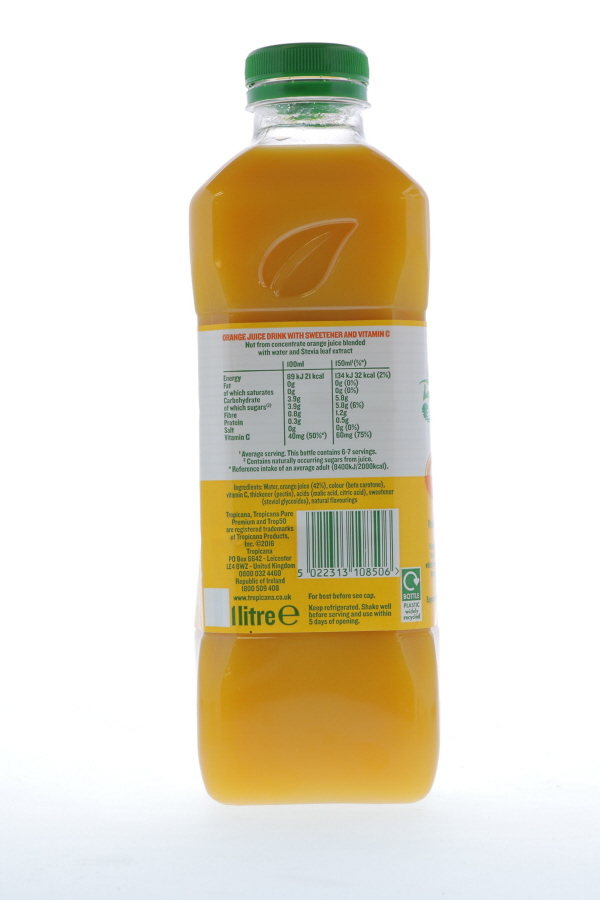 ORANGE JUICE DRINK WITH SWEETENER AND VITAMIN C
Not from concentrate orange juice blended
with water and Stevia leaf extract
100ml 150ml¹(%*)
Energy 89 kJ 21 kcal 134 kJ 32 kcal (2%)
Fat 0g 0g (0%)
of which saturates 0g 0g (0%)
Carbohydrate 3.9g 5.8g
of which sugars⁽²⁾ 3.9g 5.8g (6%)
Fibre 0.8g 1.2g
Protein 0.3g 0.5g
Salt 0g 0g (0%)
Vitamin C 40mg (50%*) 60mg (75%)
¹ Average serving. This bottle contains 6-7 servings.
² Contains naturally occurring sugars from juice.
* Reference intake of an average adult (8400kJ/2000kcal).
Ingredients: Water, orange juice (42%), colour (beta carotene),
vitamin C, thickener (pectin), acids (malic acid, citric acid), sweetener
(steviol glycosides), natural flavourings
Tropicana, Tropicana Pure
Premium and Trop50
are registered trademarks
of Tropicana Products,
Inc. ©2016
Tropicana
PO Box 6642 - Leicester
LE4 8WZ - United Kingdom
0800 032 4460
Republic of Ireland
1800 509 408
www.tropicana.co.uk
1 litre ℮
5 022313 108506 >
For best before see cap.
Keep refrigerated. Shake well
before serving and use within
5 days of opening.
BOTTLE
PLASTIC
widely
recycled